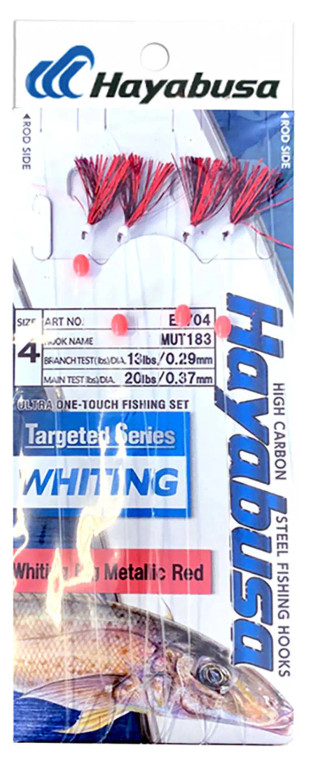 Hayabusa
ROD SIDE
ROD SIDE
SIZE
4
ART NO.
HOOK NAME MUT183
BRANCH TEST(lbs)/DIA. 13lbs/0.29mm
MAIN TEST (lbs)/DIA. 20lbs/0.37mm
ULTRA ONE-TOUCH FISHING SET
Targeted Series
WHITING
Metallic Red
Hayabusa
HIGH CARBON STEEL FISHING HOOKS